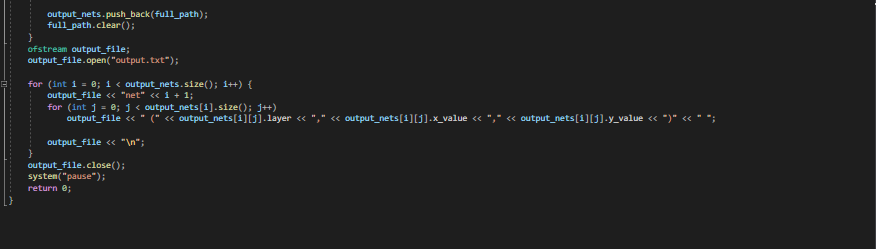 output_nets.push_back(full_path);
full_path.clear();
}
ofstream output_file;
output_file.open("output.txt");
for (int i = 0; i < output_nets.size(); i++) {
output_file << "net" << i + 1;
for (int j = 0; j < output_nets[i].size(); j++)
output_file << " (" << output_nets[i][j].layer << "," << output_nets[i][j].x_value << "," << output_nets[i][j].y_value << ")" << " ";
output_file << "\n";
}
output_file.close();
system("pause");
return 0;
}